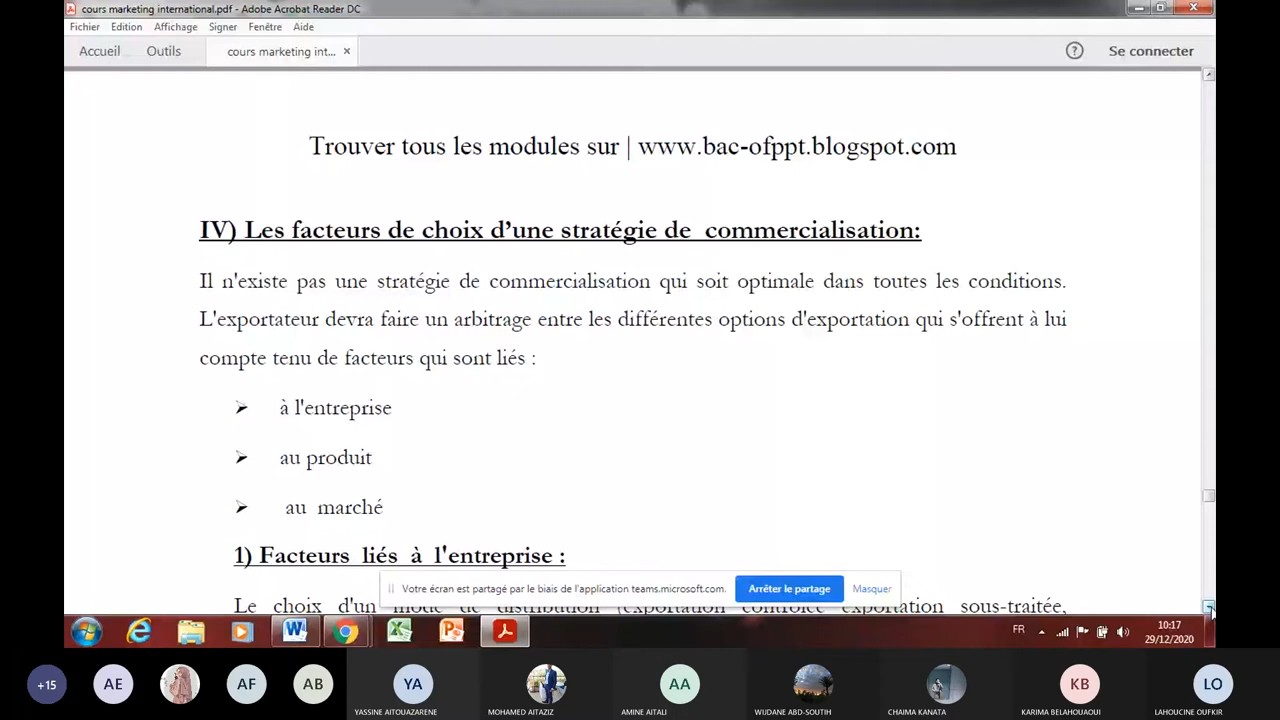 cours marketing international.pdf - Adobe Acrobat Reader DC
Fichier Edition Affichage Signer Fenêtre Aide
Accueil Outils cours marketing int... × ? Se connecter
Trouver tous les modules sur | www.bac-ofppt.blogspot.com
IV) Les facteurs de choix d’une stratégie de commercialisation:
Il n'existe pas une stratégie de commercialisation qui soit optimale dans toutes les conditions.
L'exportateur devra faire un arbitrage entre les différentes options d'exportation qui s'offrent à lui
compte tenu de facteurs qui sont liés :
➢ à l'entreprise
➢ au produit
➢ au marché
1) Facteurs liés à l'entreprise :
Votre écran est partagé par le biais de l'application teams.microsoft.com. Arrêter le partage Masquer
Le choix d'un mode de distribution (exportation contrôlée exportation sous-traitée,
FR 10:17
29/12/2020
+15 AE AF AB YA AA KB LO
YASSINE AITOUAZARENE MOHAMED AITAZIZ AMINE AITALI WIJDANE ABD-SOUTIH CHAIMA KANATA KARIMA BELAHOUAOUI LAHOUCINE OUFKIR